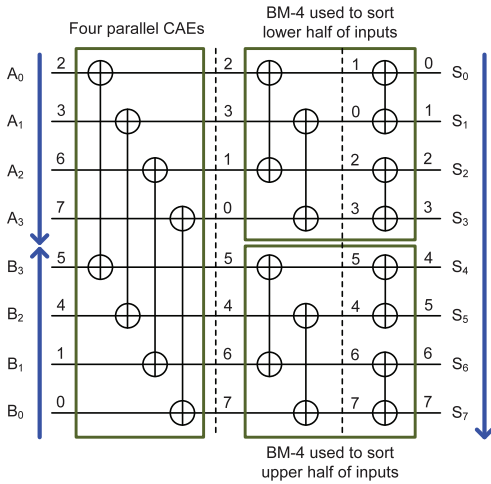 Four parallel CAEs
BM-4 used to sort
lower half of inputs
A0 2 2 1 0 S0
A1 3 3 0 1 S1
A2 6 1 2 2 S2
A3 7 0 3 3 S3
B3 5 5 5 4 S4
B2 4 4 4 5 S5
B1 1 6 6 6 S6
B0 0 7 7 7 S7
BM-4 used to sort
upper half of inputs